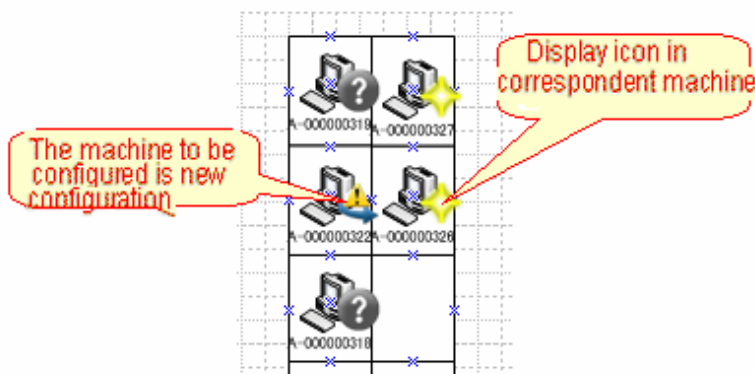 Display icon in
correspondent machine
A-000000319
A-000000327
The machine to be
configured is new
configuration
A-000000322
A-000000326
?
A-000000318
?